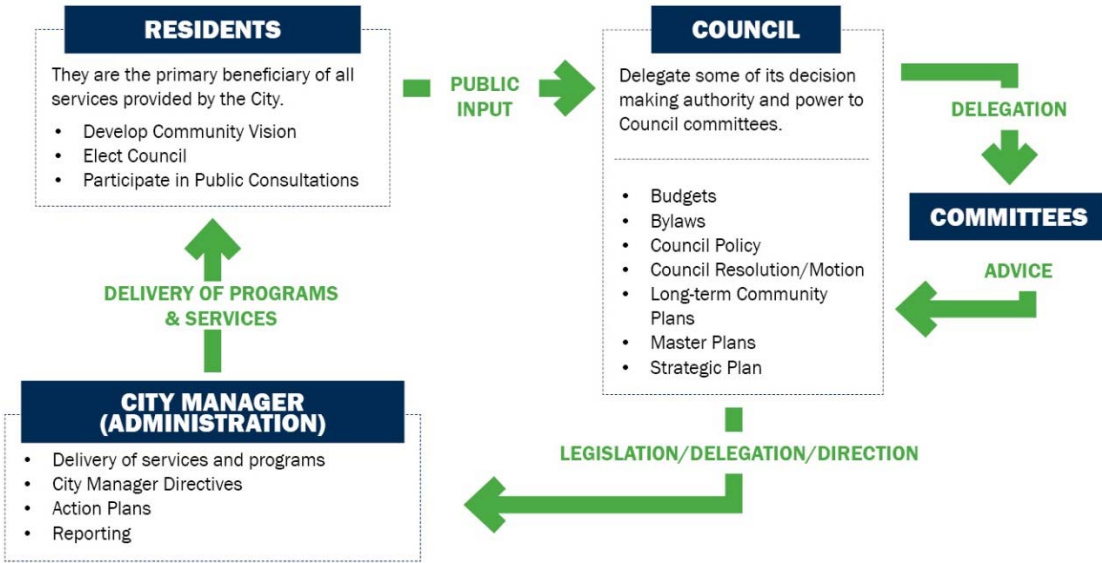 RESIDENTS
They are the primary beneficiary of all
services provided by the City.
• Develop Community Vision
• Elect Council
• Participate in Public Consultations
PUBLIC
INPUT
COUNCIL
Delegate some of its decision
making authority and power to
Council committees.
• Budgets
• Bylaws
• Council Policy
• Council Resolution/Motion
• Long-term Community
Plans
• Master Plans
• Strategic Plan
DELEGATION
COMMITTEES
ADVICE
LEGISLATION/DELEGATION/DIRECTION
CITY MANAGER
(ADMINISTRATION)
• Delivery of services and programs
• City Manager Directives
• Action Plans
• Reporting
DELIVERY OF PROGRAMS
& SERVICES